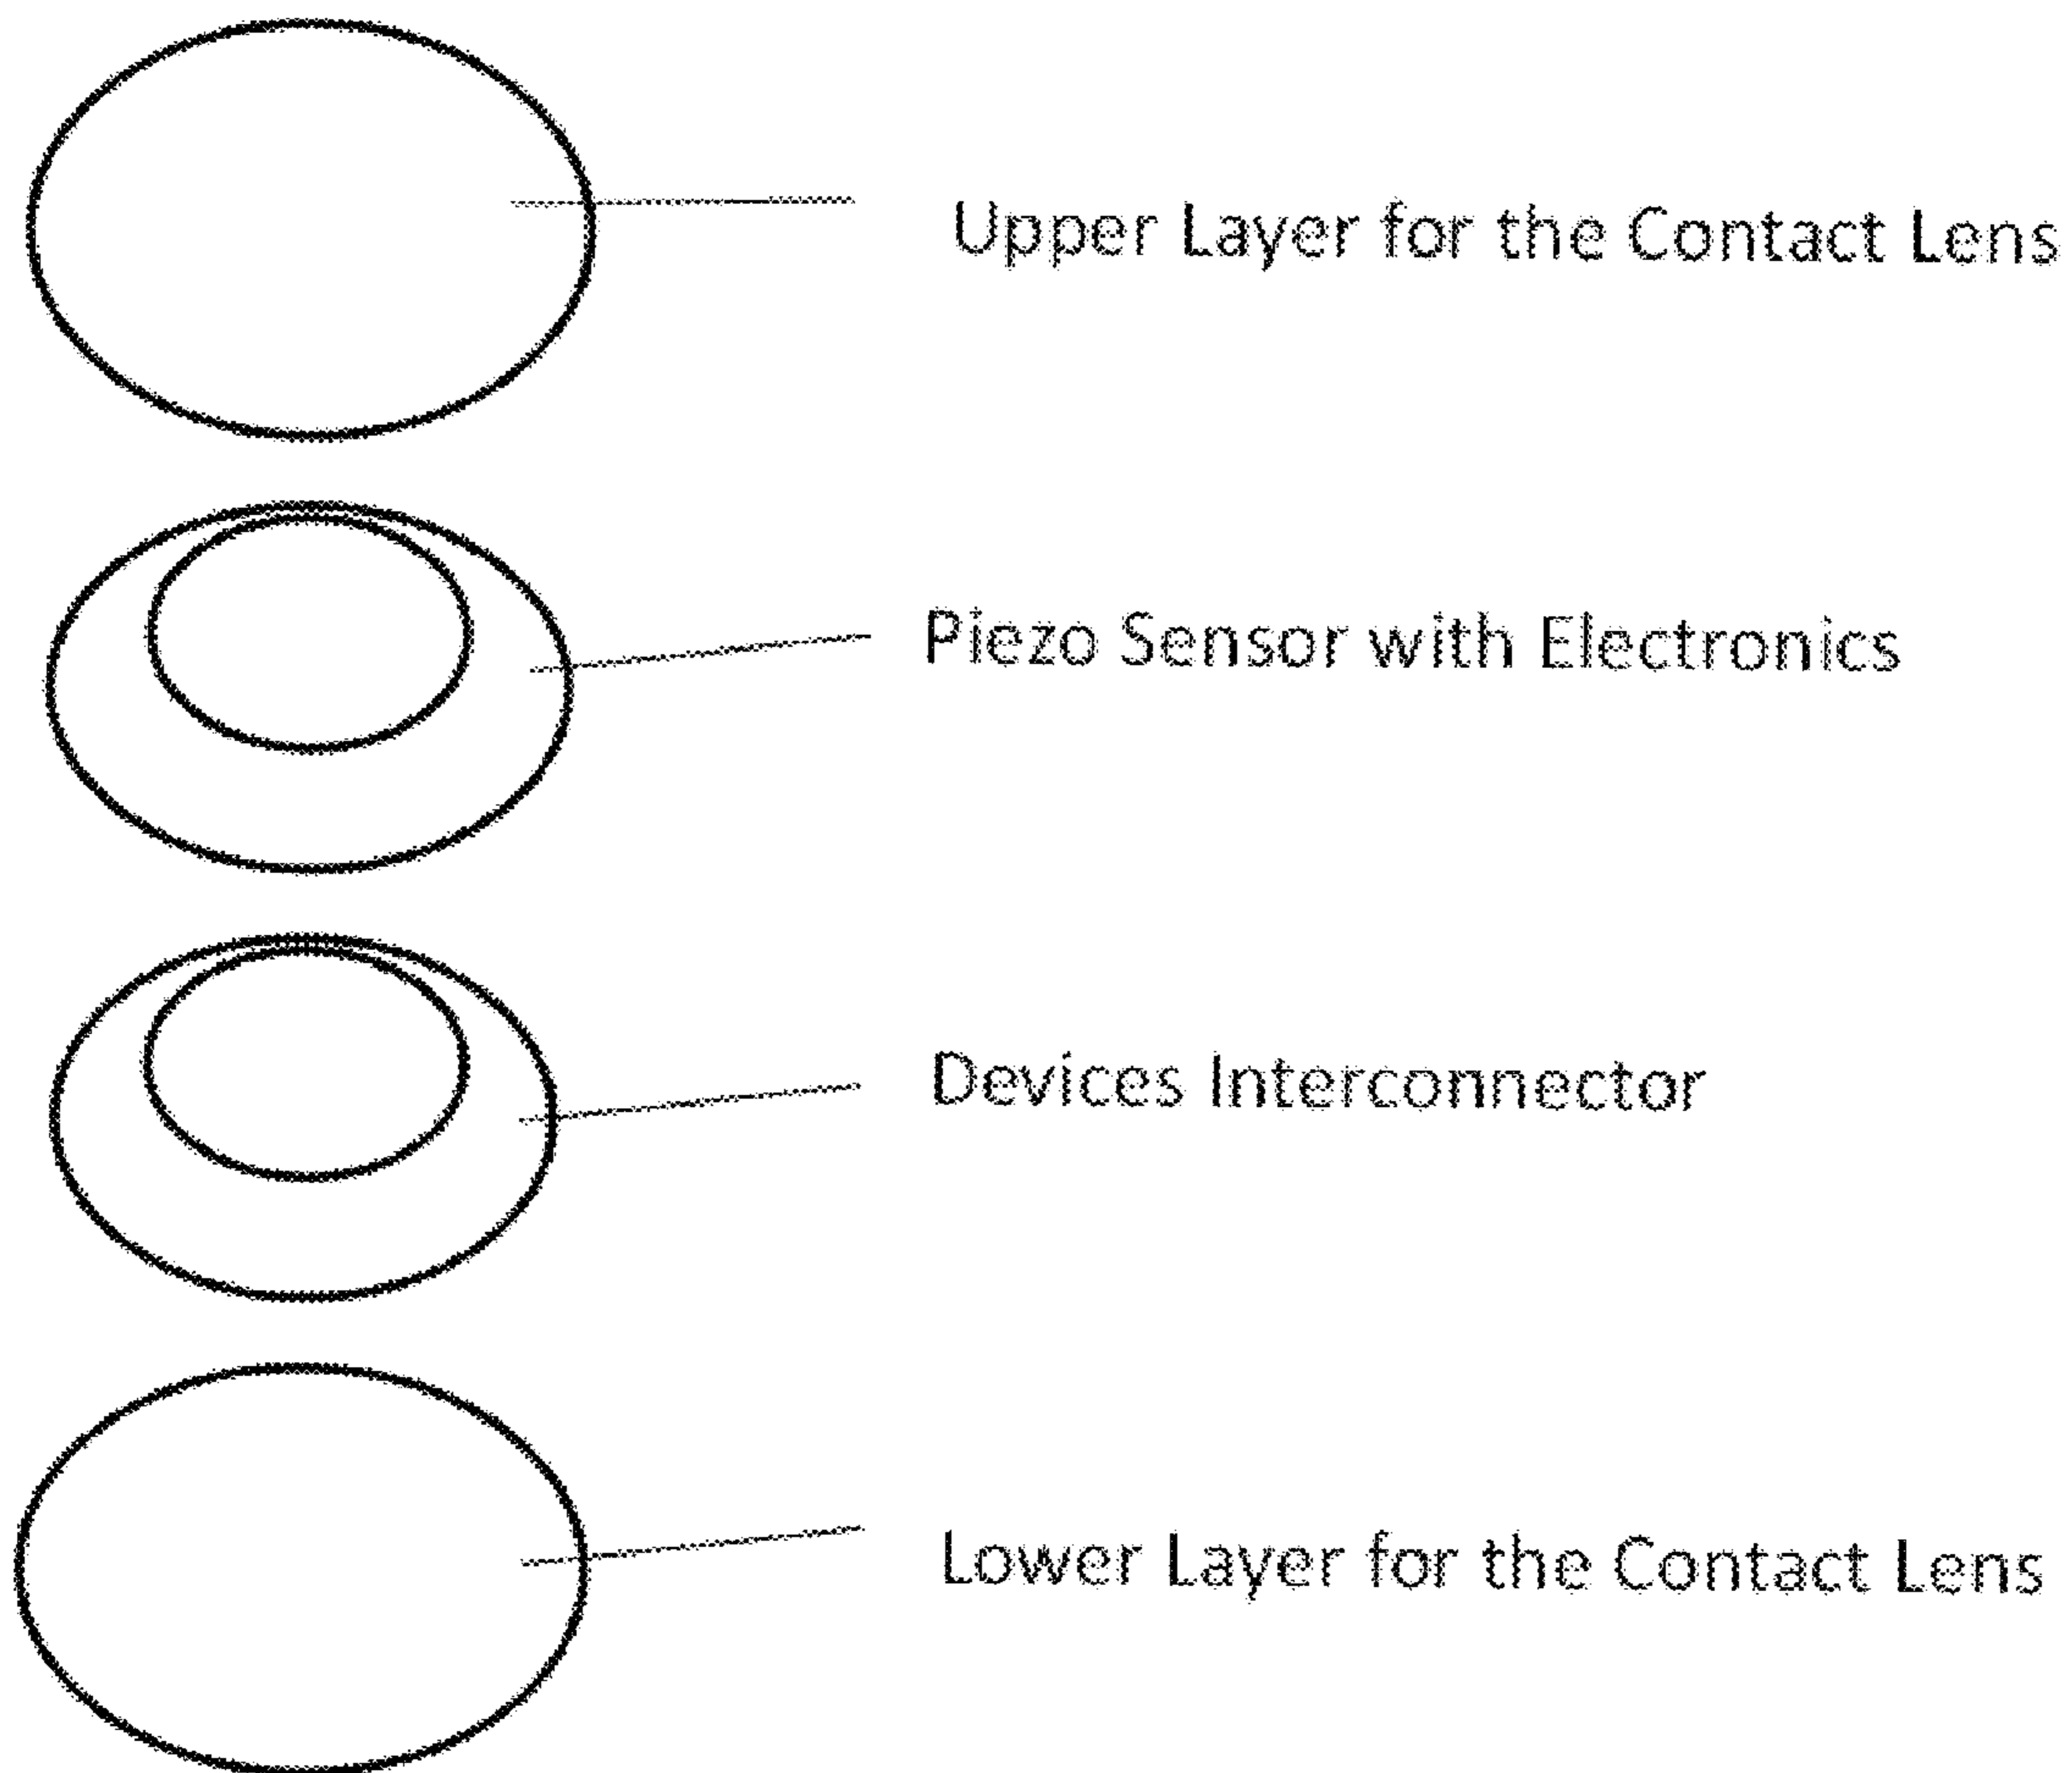 Upper Layer for the Contact Lens
Piezo Sensor with Electronics
Devices Interconnector
Lower Layer for the Contact Lens